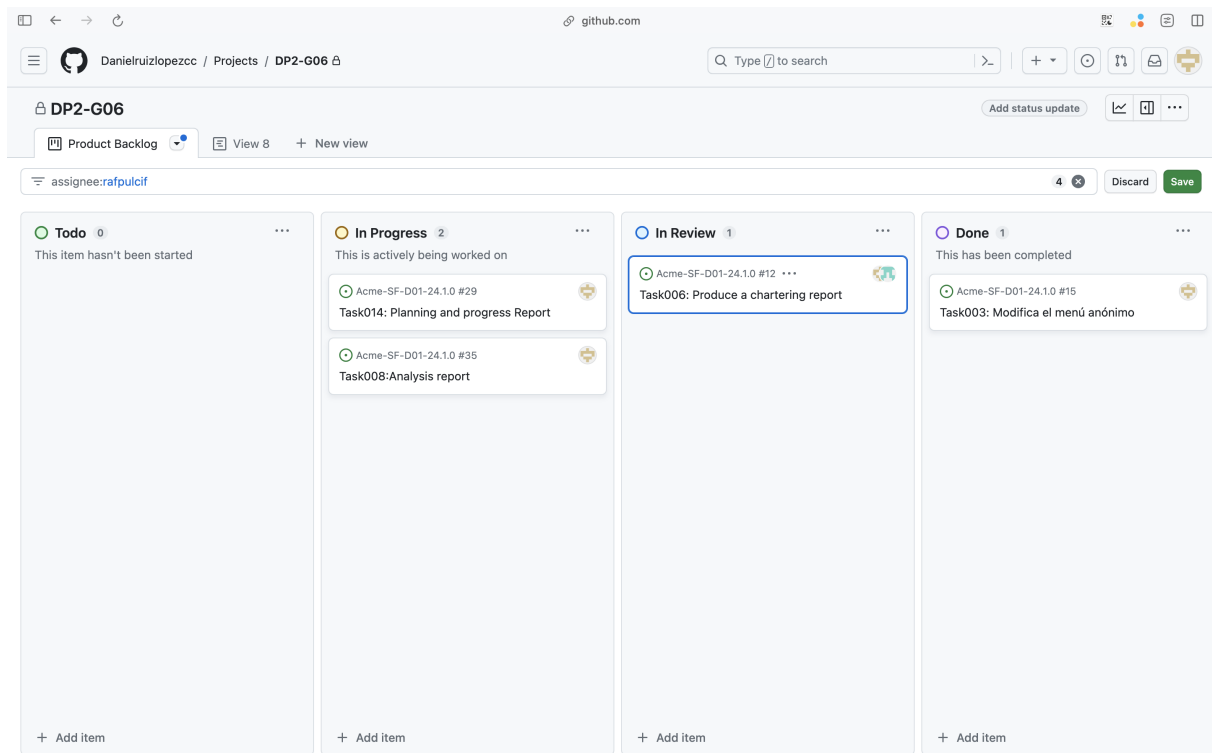 github.com
Danielruizlopezcc / Projects / DP2-G06
Type / to search
DP2-G06
Add status update
Product Backlog
View 8
New view
assignee:rafpulcif
4
Discard
Save
Todo 0
This item hasn't been started
Add item
In Progress 2
This is actively being worked on
Acme-SF-D01-24.1.0 #29
Task014: Planning and progress Report
Acme-SF-D01-24.1.0 #35
Task008:Analysis report
Add item
In Review 1
Acme-SF-D01-24.1.0 #12
Task006: Produce a chartering report
Add item
Done 1
This has been completed
Acme-SF-D01-24.1.0 #15
Task003: Modifica el menú anónimo
Add item